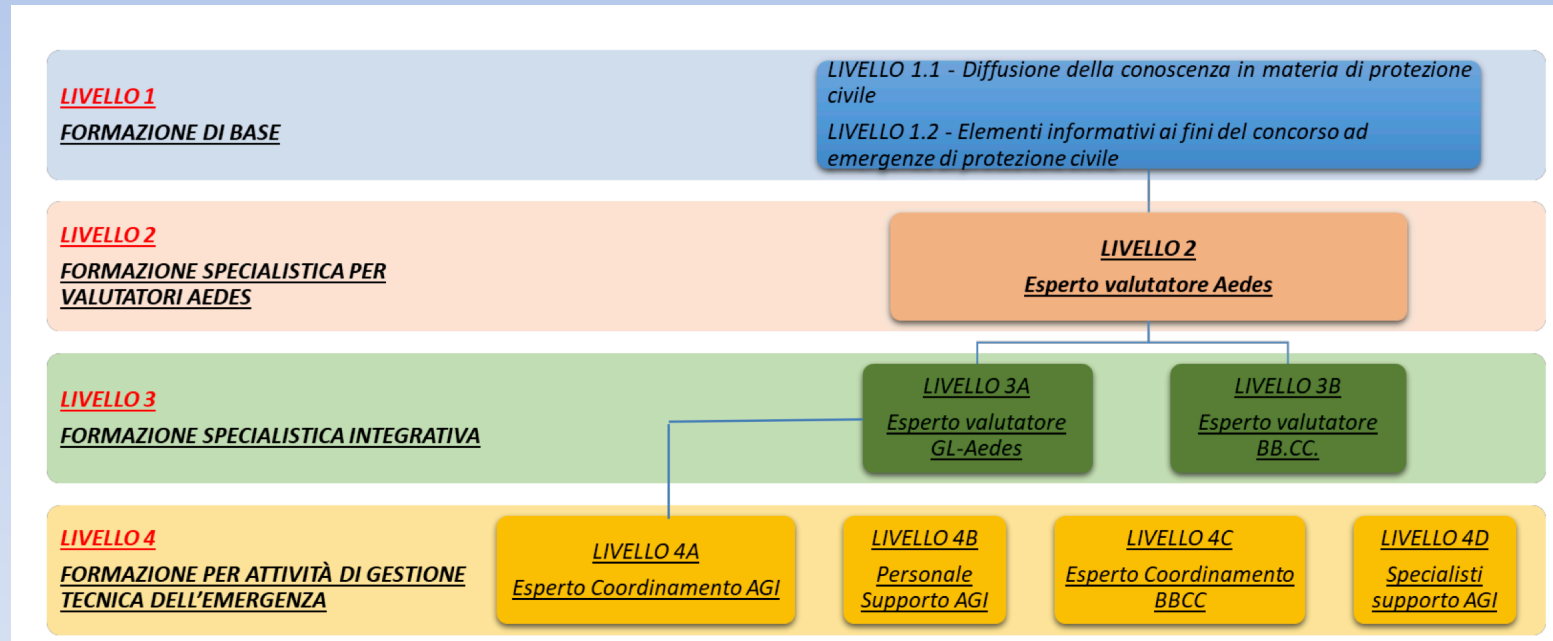 LIVELLO 1
FORMAZIONE DI BASE
LIVELLO 1.1 - Diffusione della conoscenza in materia di protezione
civile
LIVELLO 1.2 - Elementi informativi ai fini del concorso ad
emergenze di protezione civile
LIVELLO 2
FORMAZIONE SPECIALISTICA PER
VALUTATORI AEDES
LIVELLO 2
Esperto valutatore Aedes
LIVELLO 3
FORMAZIONE SPECIALISTICA INTEGRATIVA
LIVELLO 3A
Esperto valutatore
GL-Aedes
LIVELLO 3B
Esperto valutatore
BB.CC.
LIVELLO 4
FORMAZIONE PER ATTIVITÀ DI GESTIONE
TECNICA DELL'EMERGENZA
LIVELLO 4A
Esperto Coordinamento AGI
LIVELLO 4B
Personale
Supporto AGI
LIVELLO 4C
Esperto Coordinamento
BBCC
LIVELLO 4D
Specialisti
supporto AGI